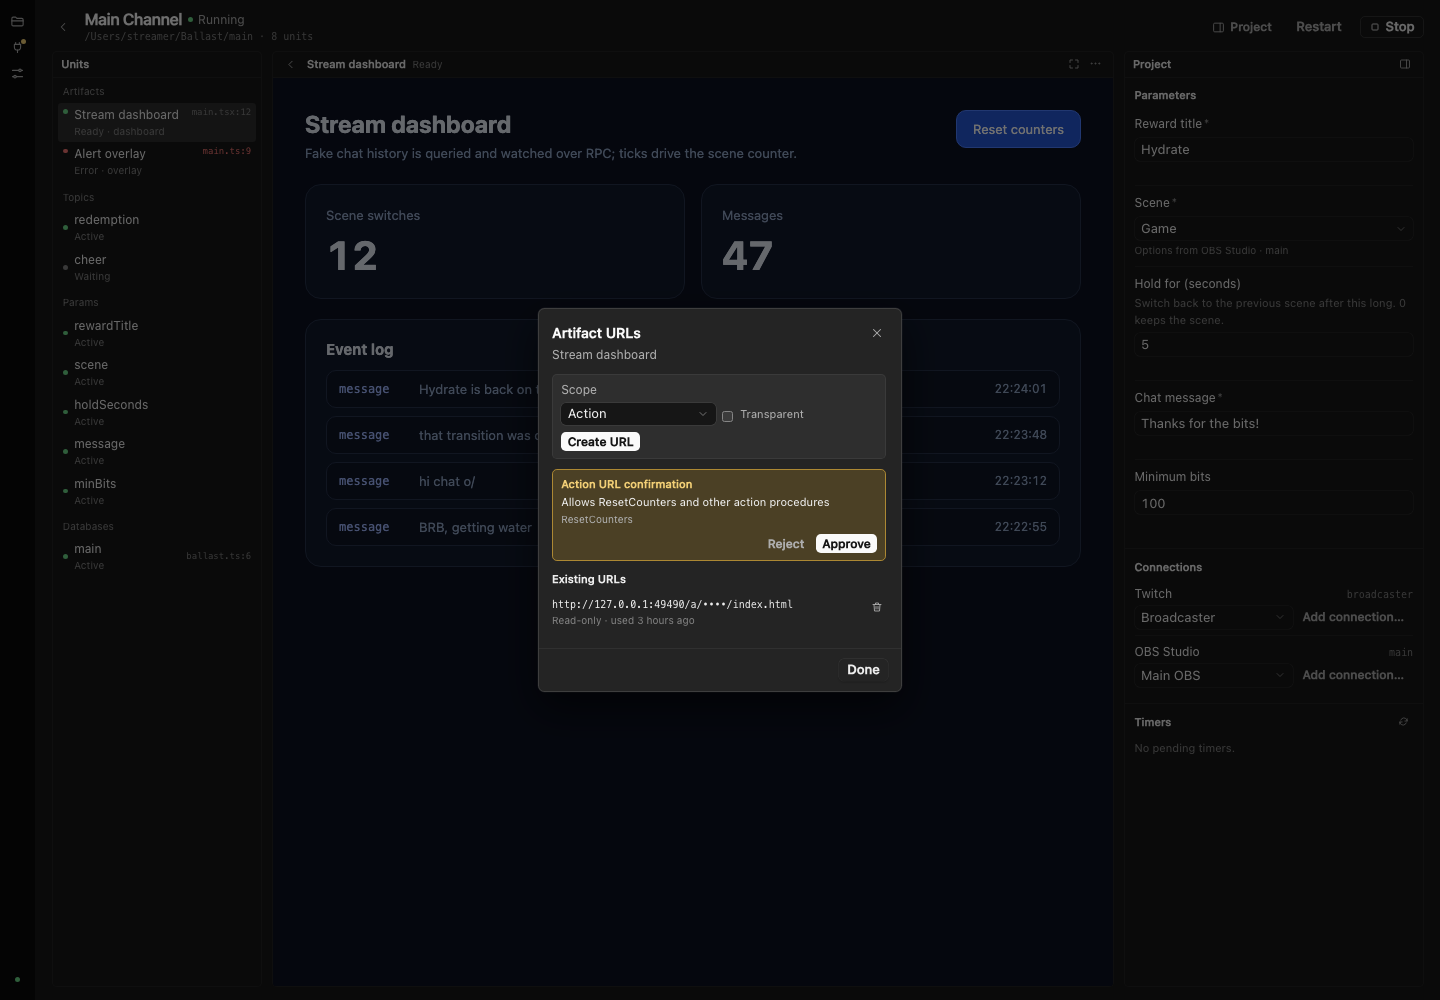 Main Channel
Running
/Users/streamer/Ballast/main · 8 units
Project
Restart
Stop
Units
Artifacts
Stream dashboard
main.tsx:12
Ready · dashboard
Alert overlay
main.ts:9
Error · overlay
Topics
redemption
Active
cheer
Waiting
Params
rewardTitle
Active
scene
Active
holdSeconds
Active
message
Active
minBits
Active
Databases
main
ballast.ts:6
Active
Stream dashboard Ready
Stream dashboard
Fake chat history is queried and watched over RPC; ticks drive the scene counter.
Reset counters
Scene switches
12
Messages
47
Event log
message Hydrate is back on 22:24:01
message that transition was 22:23:48
message hi chat o/ 22:23:12
message BRB, getting water 22:22:55
Artifact URLs
Stream dashboard
Scope
Action
Transparent
Create URL
Action URL confirmation
Allows ResetCounters and other action procedures
ResetCounters
Reject
Approve
Existing URLs
http://127.0.0.1:49490/a/••••/index.html
Read-only · used 3 hours ago
Done
Project
Parameters
Reward title *
Hydrate
Scene *
Game
Options from OBS Studio · main
Hold for (seconds)
Switch back to the previous scene after this long. 0
keeps the scene.
5
Chat message *
Thanks for the bits!
Minimum bits
100
Connections
Twitch
broadcaster
Broadcaster
Add connection...
OBS Studio
main
Main OBS
Add connection...
Timers
No pending timers.